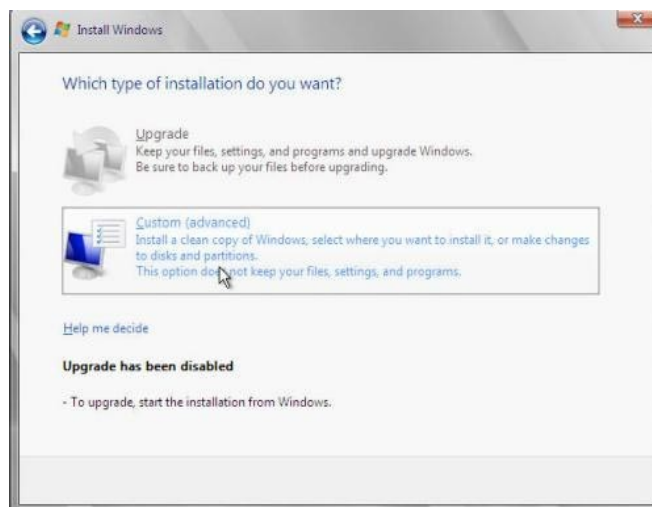 Install Windows
Which type of installation do you want?
Upgrade
Keep your files, settings, and programs and upgrade Windows.
Be sure to back up your files before upgrading.
Custom (advanced)
Install a clean copy of Windows, select where you want to install it, or make changes
to disks and partitions.
This option does not keep your files, settings, and programs.
Help me decide
Upgrade has been disabled
- To upgrade, start the installation from Windows.